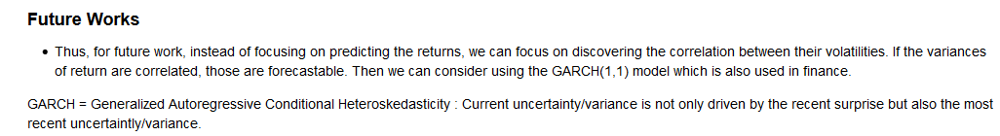 Future Works
• Thus, for future work, instead of focusing on predicting the returns, we can focus on discovering the correlation between their volatilities. If the variances
of return are correlated, those are forecastable. Then we can consider using the GARCH(1,1) model which is also used in finance.
GARCH = Generalized Autoregressive Conditional Heteroskedasticity : Current uncertainty/variance is not only driven by the recent surprise but also the most
recent uncertaintly/variance.